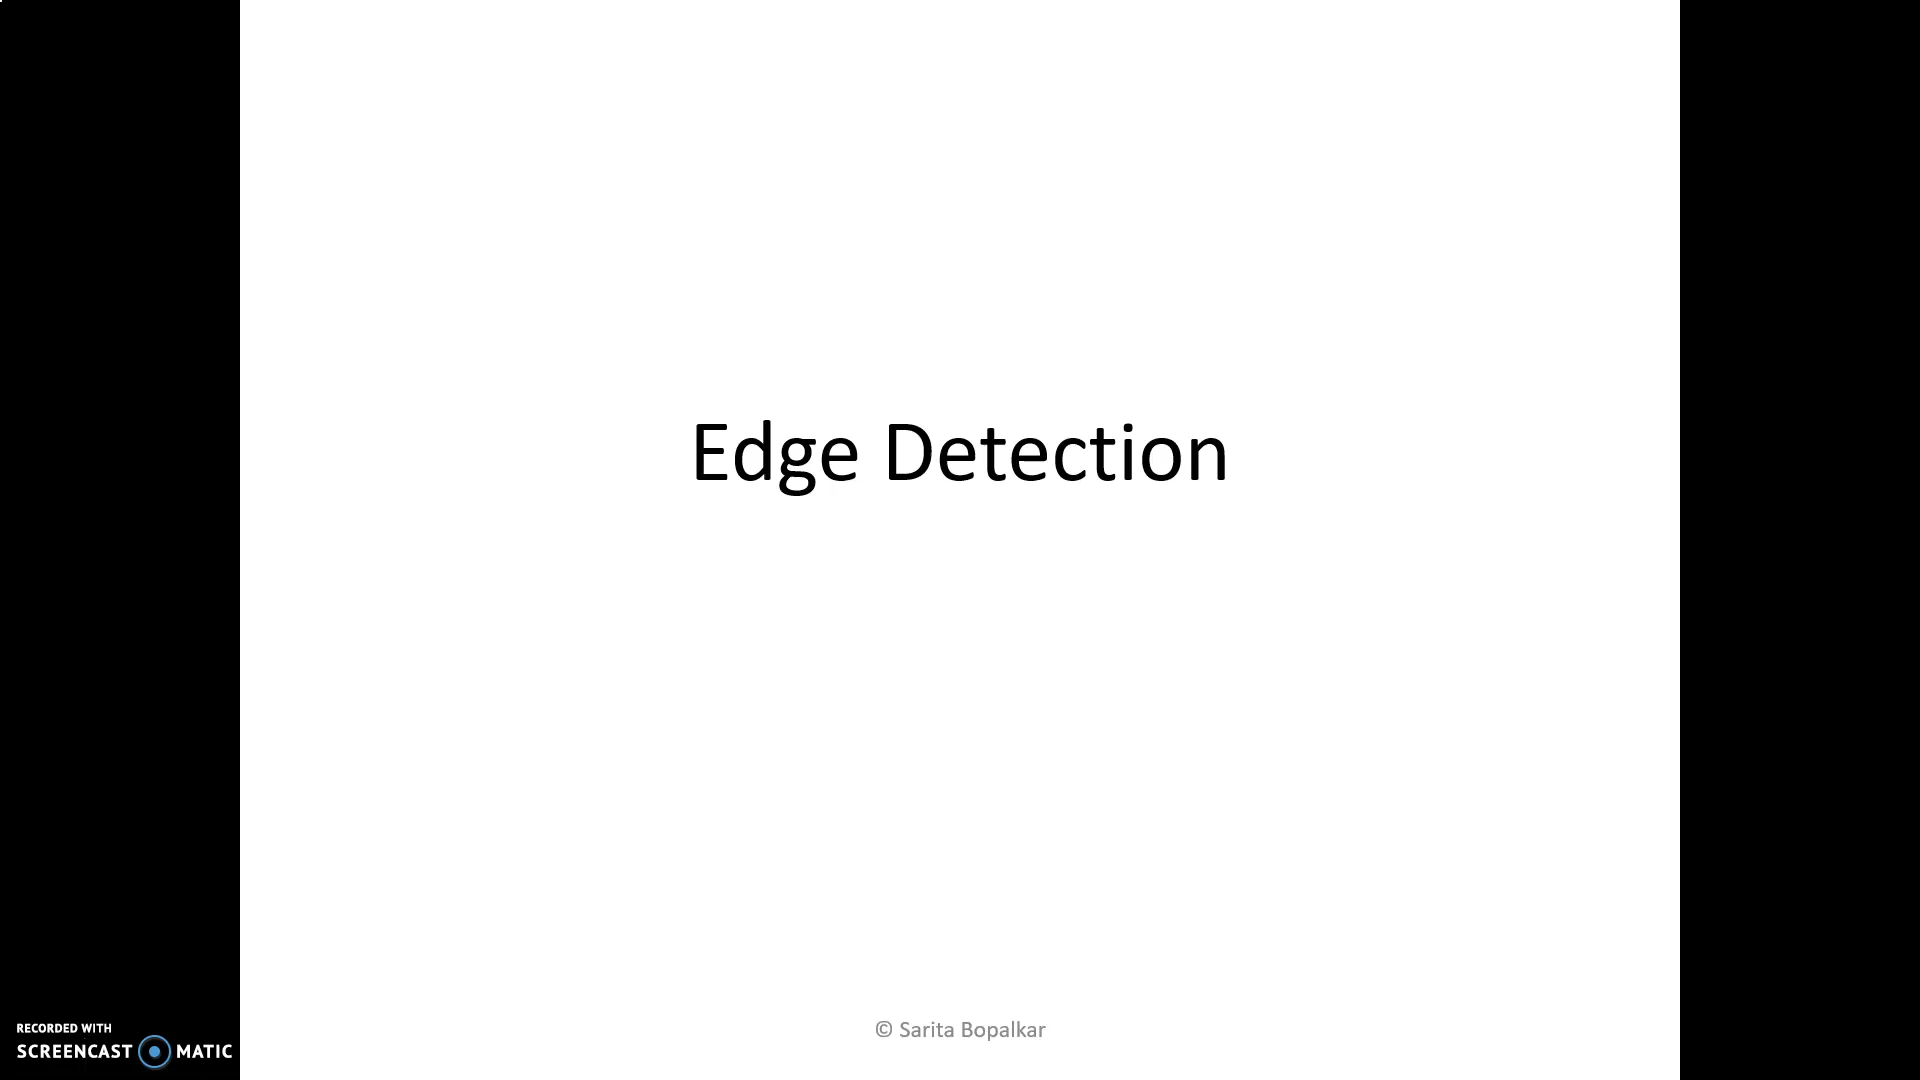 Edge Detection
© Sarita Bopalkar
RECORDED WITH
SCREENCAST MATIC